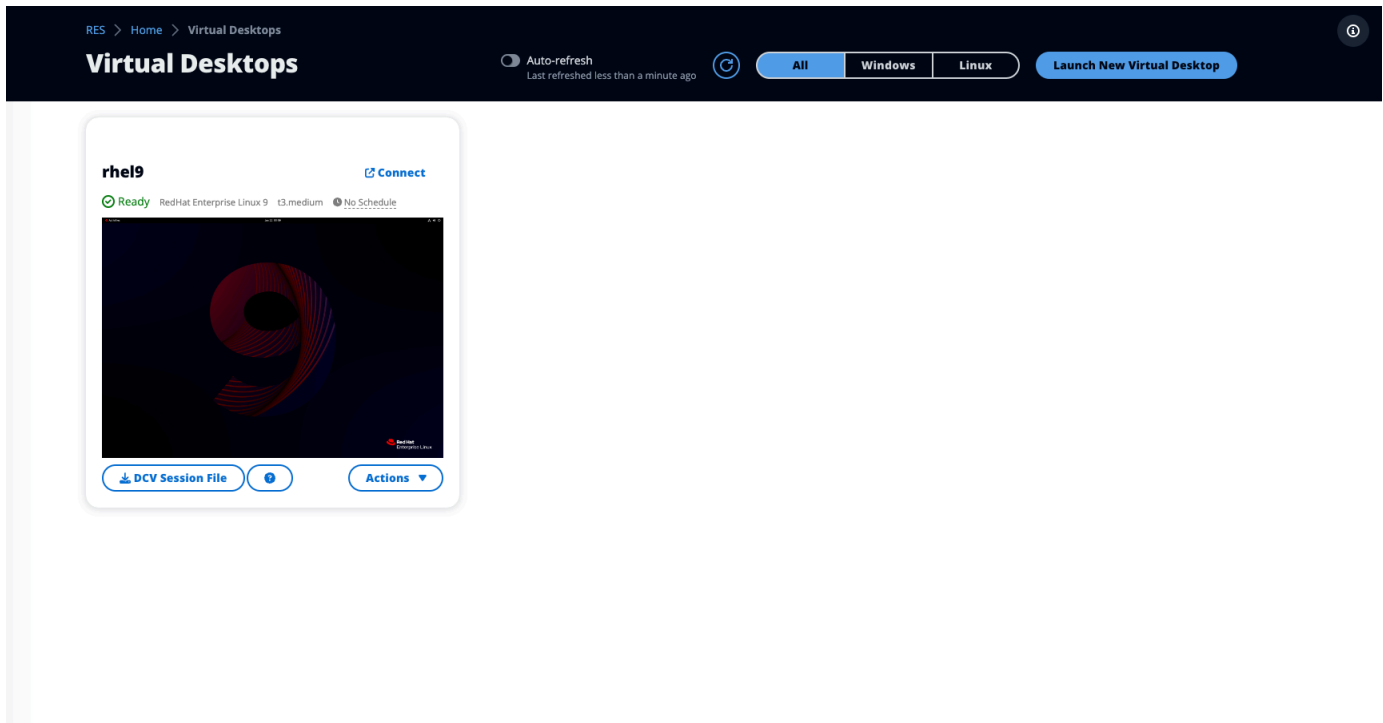 RES > Home > Virtual Desktops
Virtual Desktops
Auto-refresh
Last refreshed less than a minute ago
All
Windows
Linux
Launch New Virtual Desktop
rhel9
Connect
Ready
RedHat Enterprise Linux 9
t3.medium
No Schedule
Red Hat
Enterprise Linux
DCV Session File
Actions